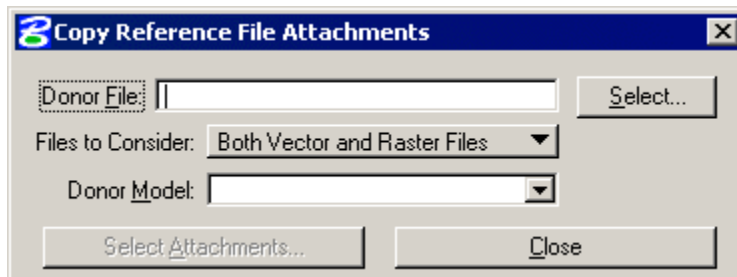 Copy Reference File Attachments
Donor File: Select...
Files to Consider: Both Vector and Raster Files
Donor Model:
Select Attachments... Close